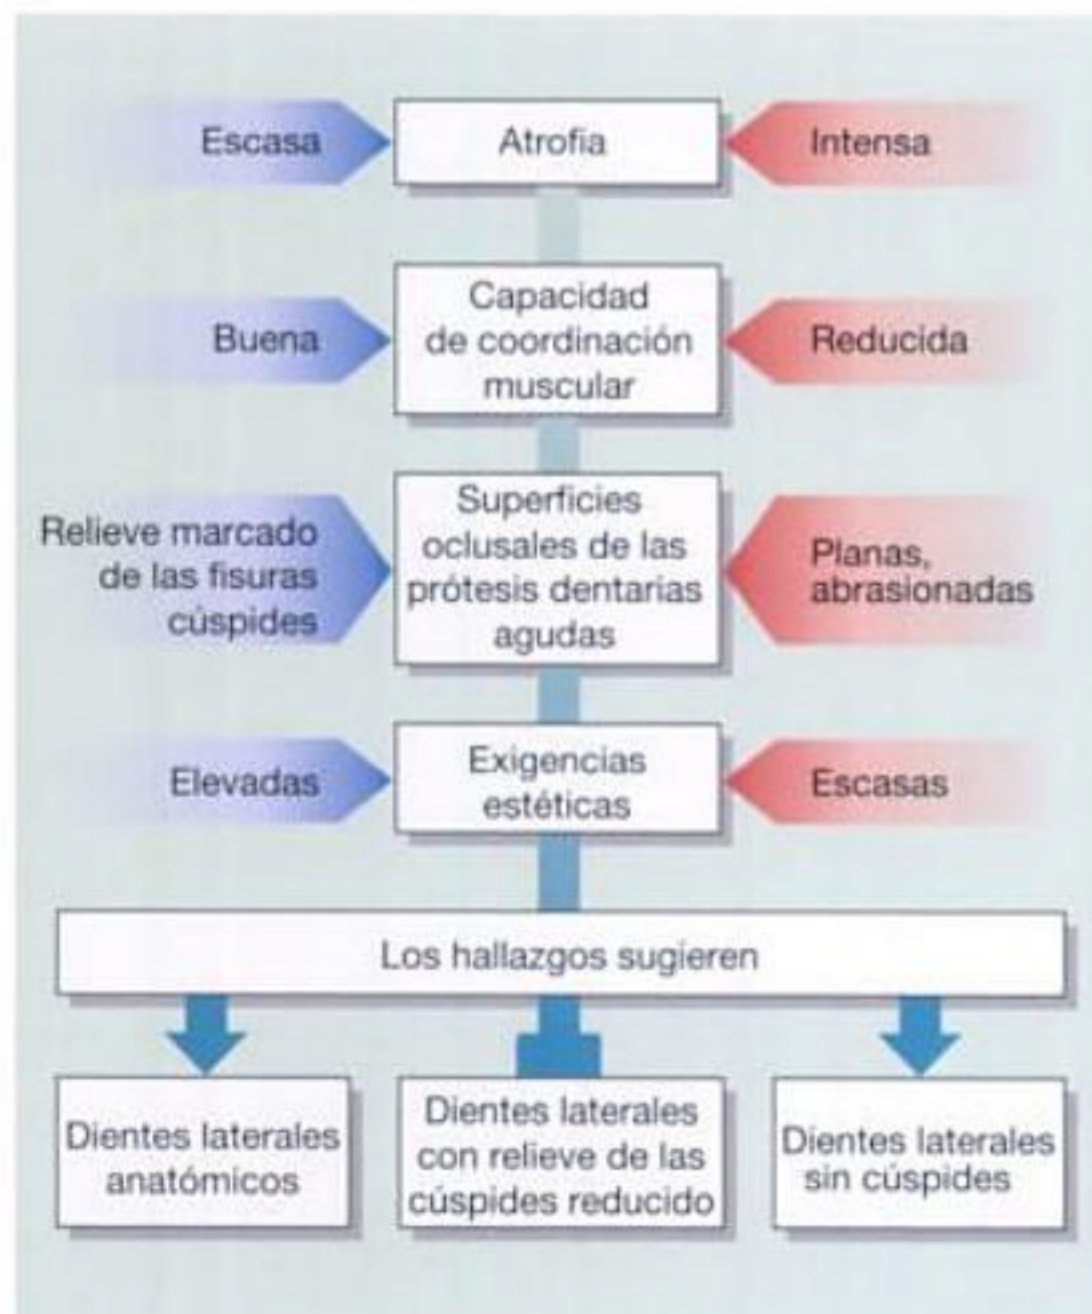 Escasa
Atrofia
Intensa
Buena
Capacidad
de coordinación
muscular
Reducida
Relieve marcado
de las fisuras
cúspides
Superficies
oclusales de las
prótesis dentarias
agudas
Planas,
abrasionadas
Elevadas
Exigencias
estéticas
Escasas
Los hallazgos sugieren
Dientes laterales
anatómicos
Dientes laterales
con relieve de las
cúspides reducido
Dientes laterales
sin cúspides